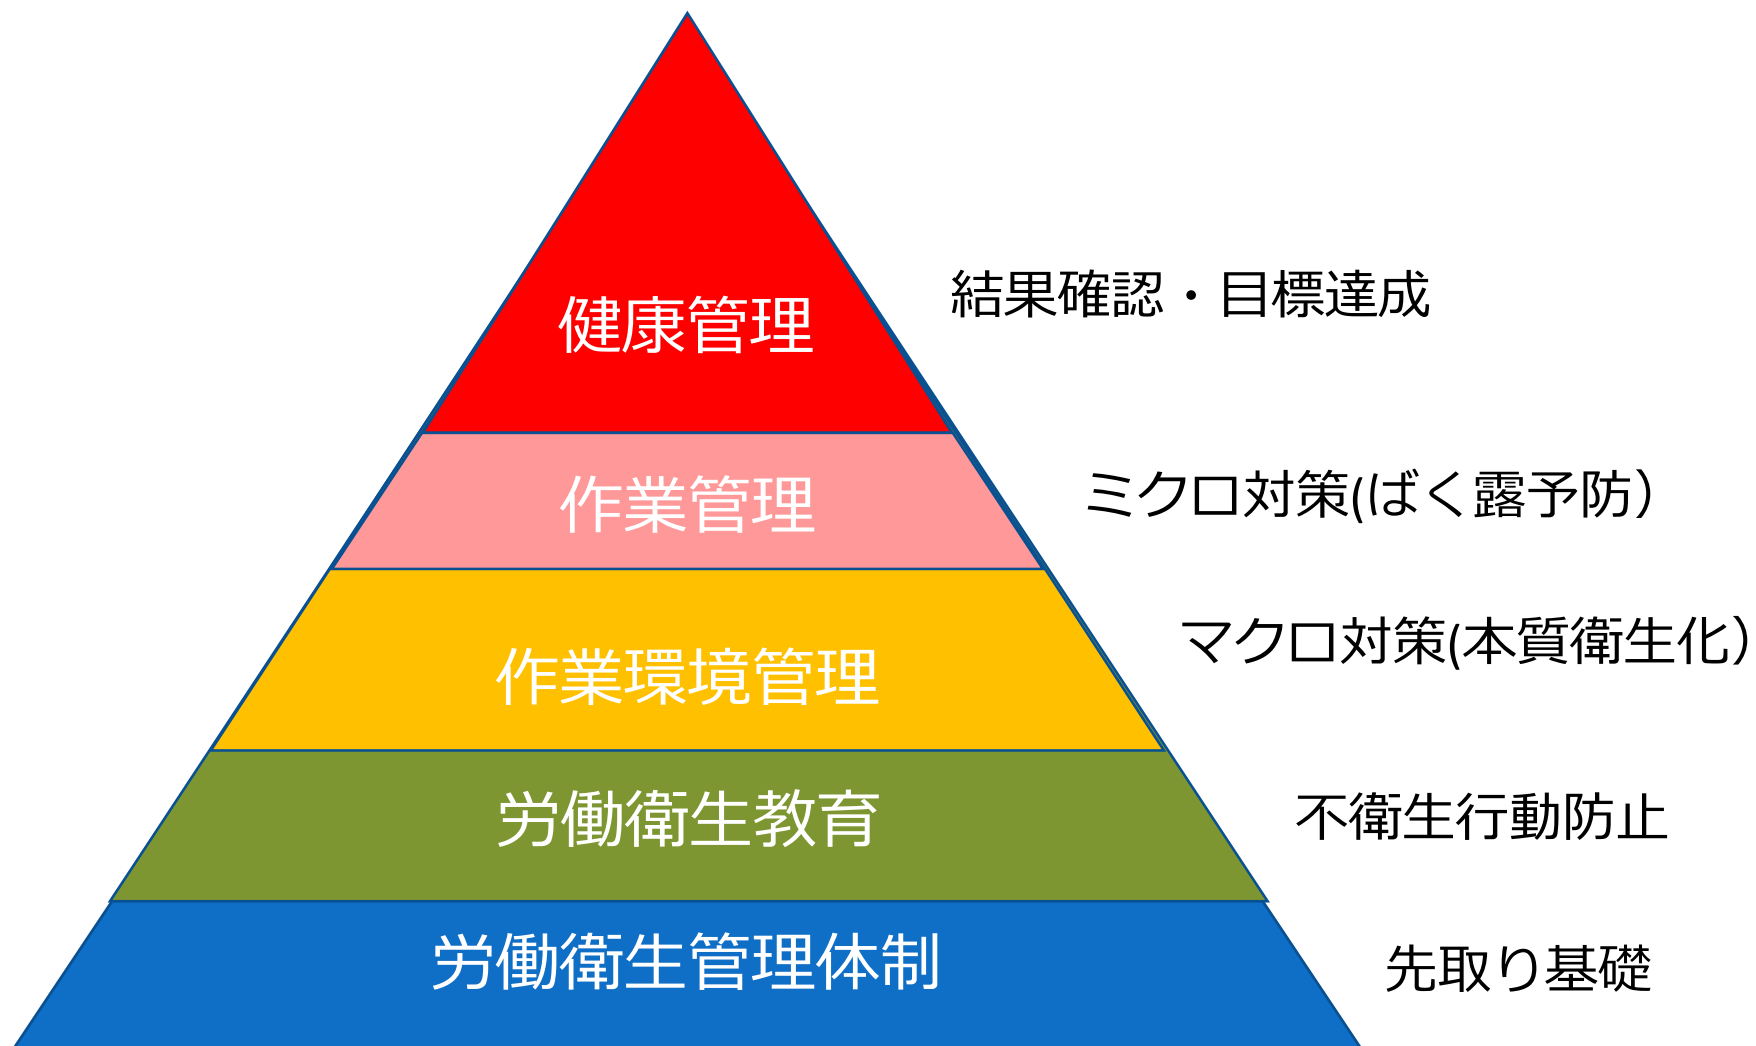 健康管理
結果確認・目標達成
作業管理
ミクロ対策(ばく露予防）
作業環境管理
マクロ対策(本質衛生化）
労働衛生教育
不衛生行動防止
労働衛生管理体制
先取り基礎